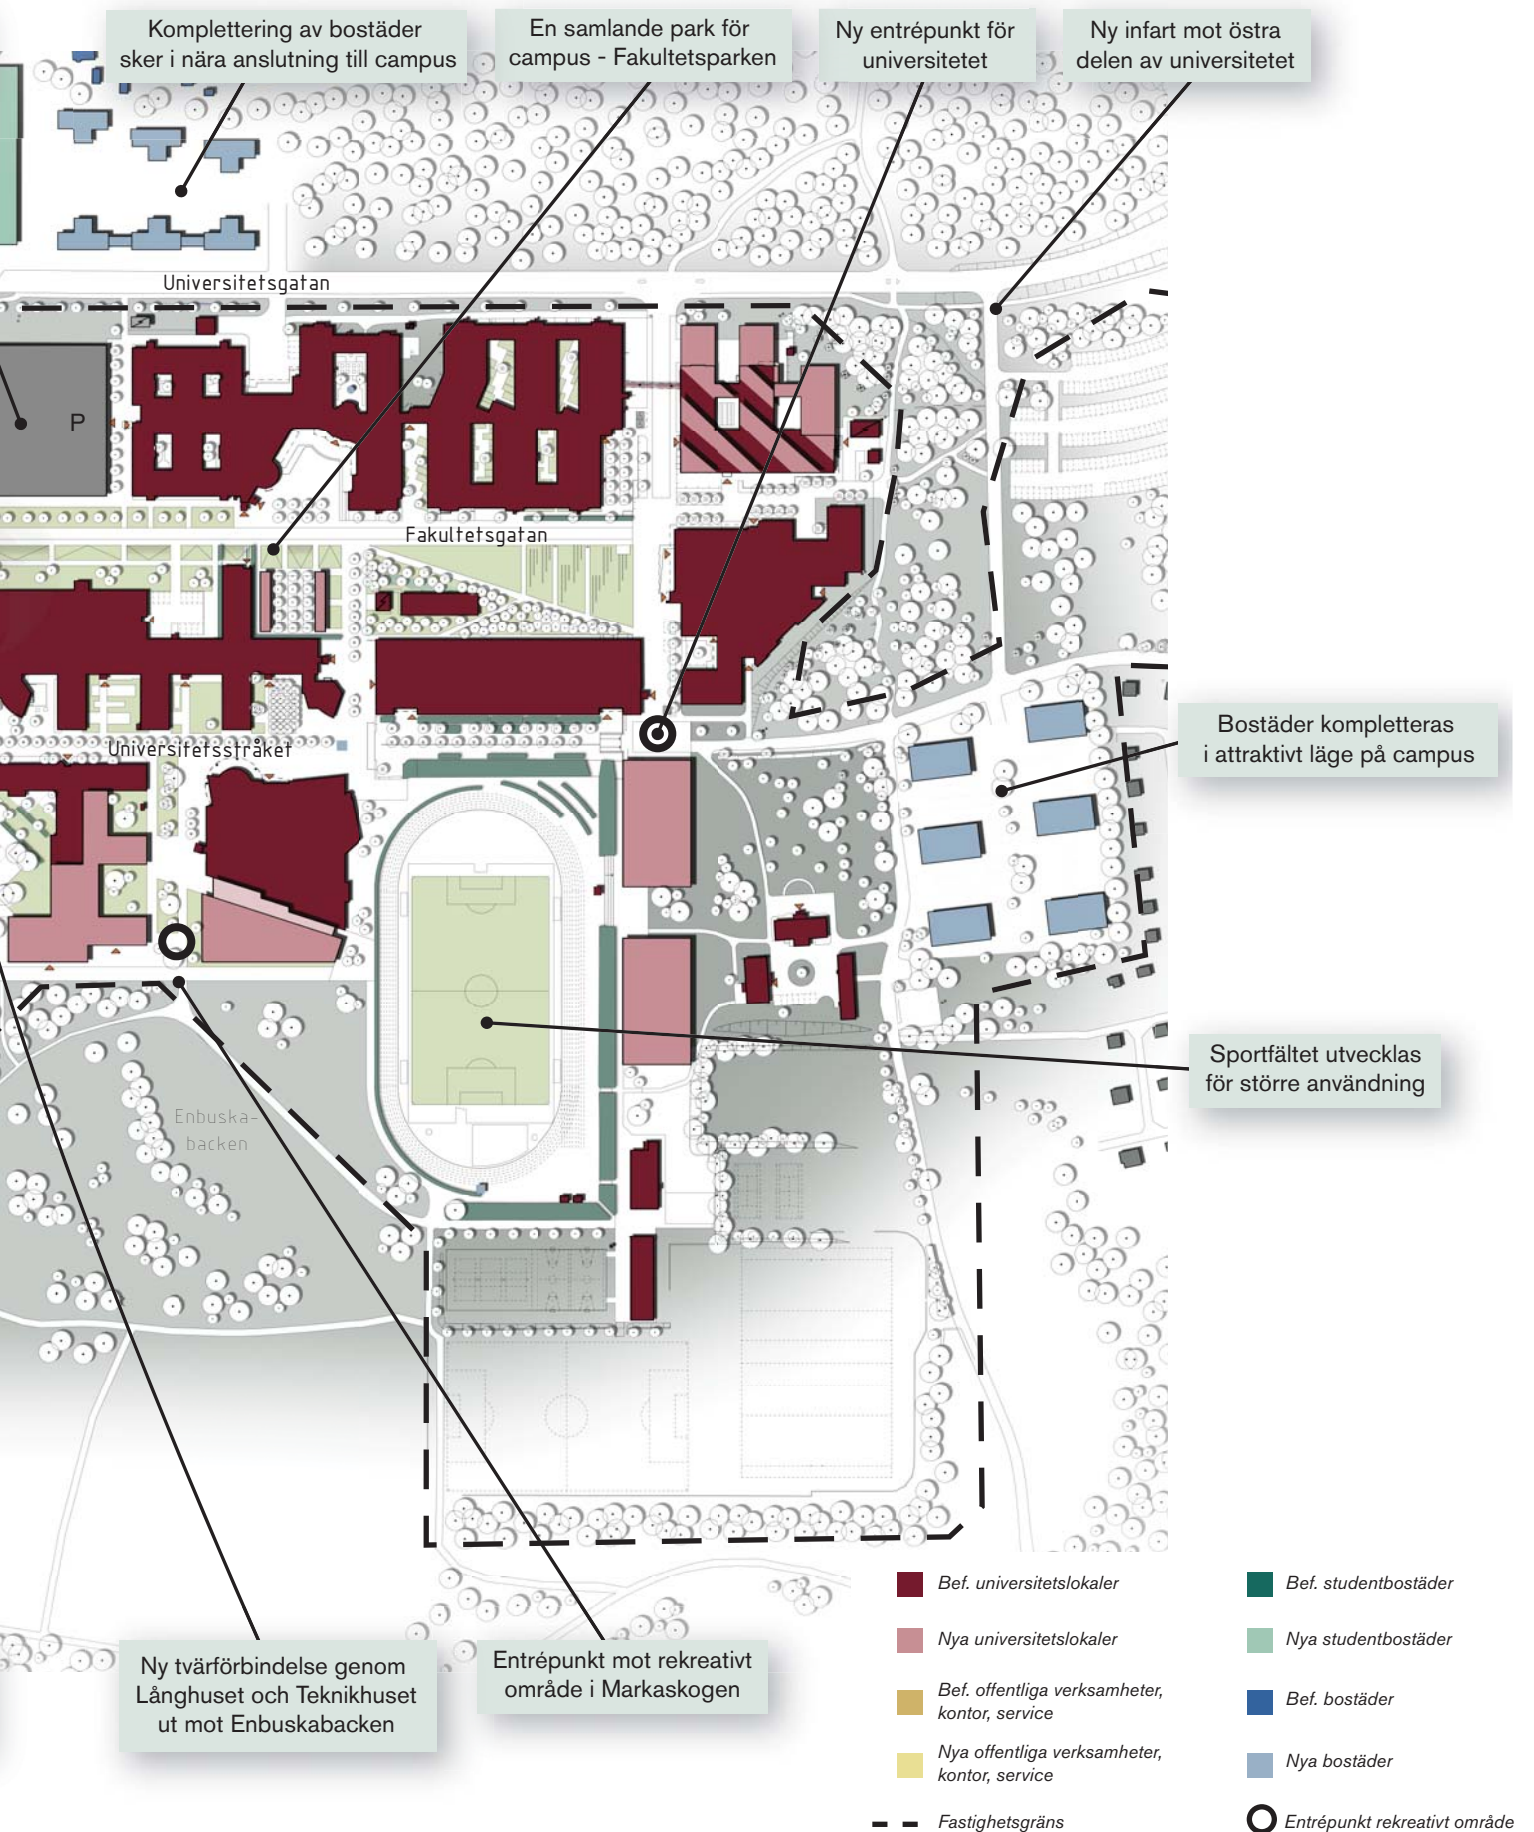 Komplettering av bostäder
sker i nära anslutning till campus
En samlande park för
campus - Fakultetsparken
Ny entrépunkt för
universitetet
Ny infart mot östra
delen av universitetet
Universitetsgatan
P
Fakultetsgatan
Universitetsstråket
Bostäder kompletteras
i attraktivt läge på campus
Sportfältet utvecklas
för större användning
Enbuska-
backen
Ny tvärförbindelse genom
Långhuset och Teknikhuset
ut mot Enbuskabacken
Entrépunkt mot rekreativt
område i Markaskogen
Bef. universitetslokaler
Nya universitetslokaler
Bef. offentliga verksamheter,
kontor, service
Nya offentliga verksamheter,
kontor, service
Fastighetsgräns
Bef. studentbostäder
Nya studentbostäder
Bef. bostäder
Nya bostäder
Entrépunkt rekreativt område